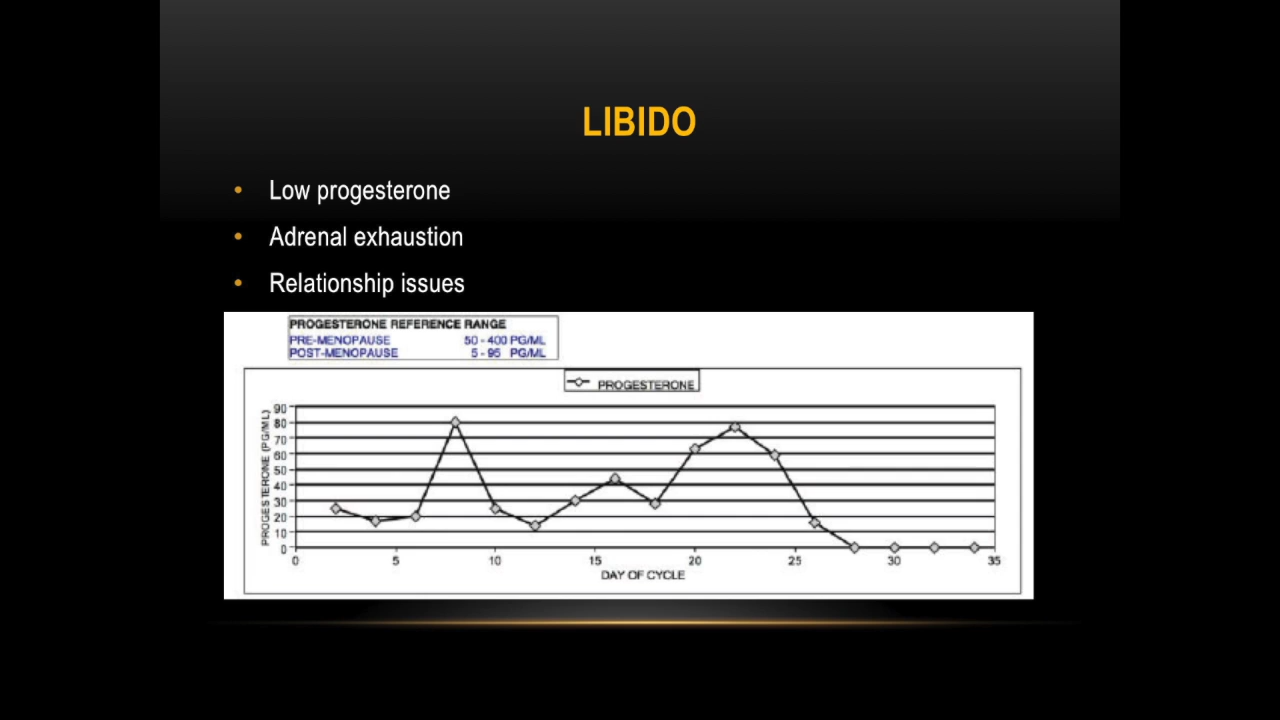 LIBIDO
• Low progesterone
• Adrenal exhaustion
• Relationship issues
PROGESTERONE REFERENCE RANGE
PRE-MENOPAUSE 50 - 400 PG/ML
POST-MENOPAUSE 5 - 95 PG/ML
PROGESTERONE
PROGESTERONE (PG/ML)
90
80
70
60
50
40
30
20
10
0
0 5 10 15 20 25 30 35
DAY OF CYCLE